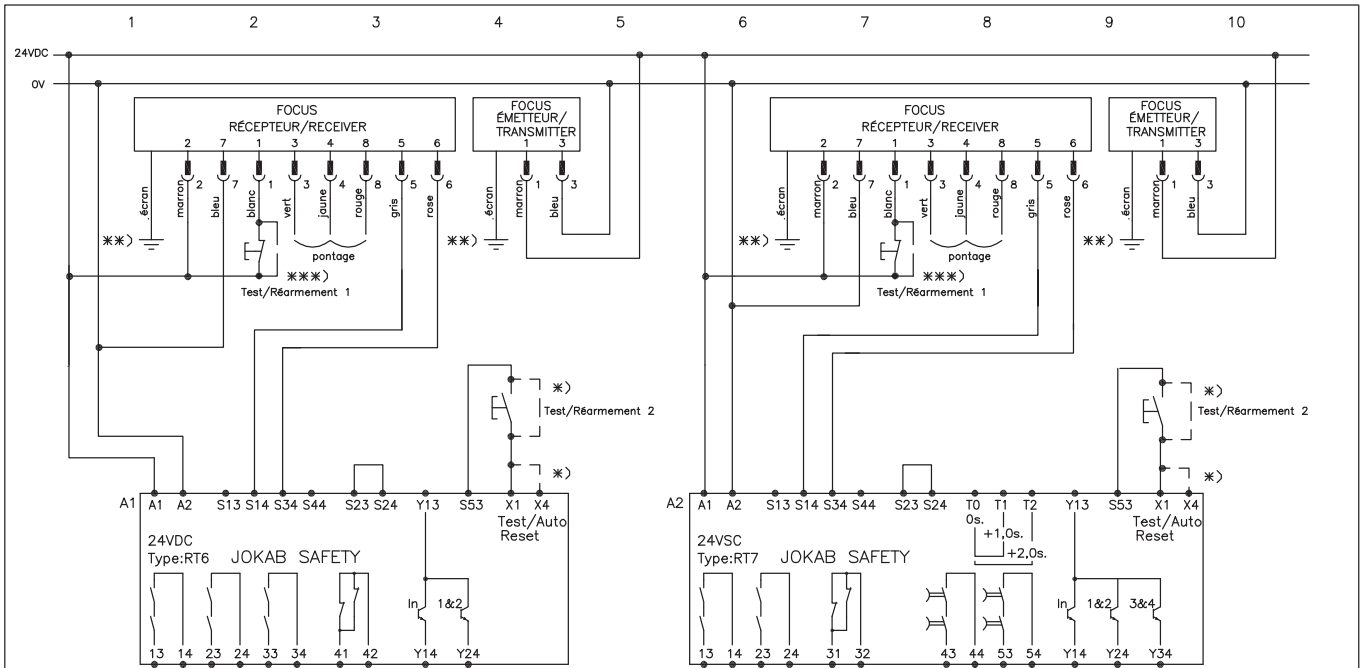 1 2 3 4 5 6 7 8 9 10
24VDC
0V
FOCUS
RÉCEPTEUR/RECEIVER
2 7 1 3 4 8 5 6
FOCUS
ÉMETTEUR/
TRANSMITTER
1 3
FOCUS
RÉCEPTEUR/RECEIVER
2 7 1 3 4 8 5 6
FOCUS
ÉMETTEUR/
TRANSMITTER
1 3
écran marron 2 bleu 7 blanc 1 vert 3 jaune 4 rouge 8 gris 5 rose 6
écran marron 1 bleu 3
écran marron 2 bleu 7 blanc 1 vert 3 jaune 4 rouge 8 gris 5 rose 6
écran marron 1 bleu 3
**) ***) pontage **)
Test/Réarmement 1
**) ***) pontage **)
Test/Réarmement 1
*)
Test/Réarmement 2
*)
*)
Test/Réarmement 2
*)
A1 A1 A2 S13 S14 S34 S44 S23 S24 Y13 S53 X1 X4
Test/Auto
Reset
24VDC
Type:RT6 JOKAB SAFETY
In 1&2
13 14 23 24 33 34 41 42 Y14 Y24
A2 A1 A2 S13 S14 S34 S44 S23 S24 T0 T1 T2 Y13 S53 X1 X4
0s.
+1,0s.
+2,0s.
Test/Auto
Reset
24VSC
Type:RT7 JOKAB SAFETY
In 1&2 3&4
13 14 23 24 31 32 43 44 53 54 Y14 Y24 Y34